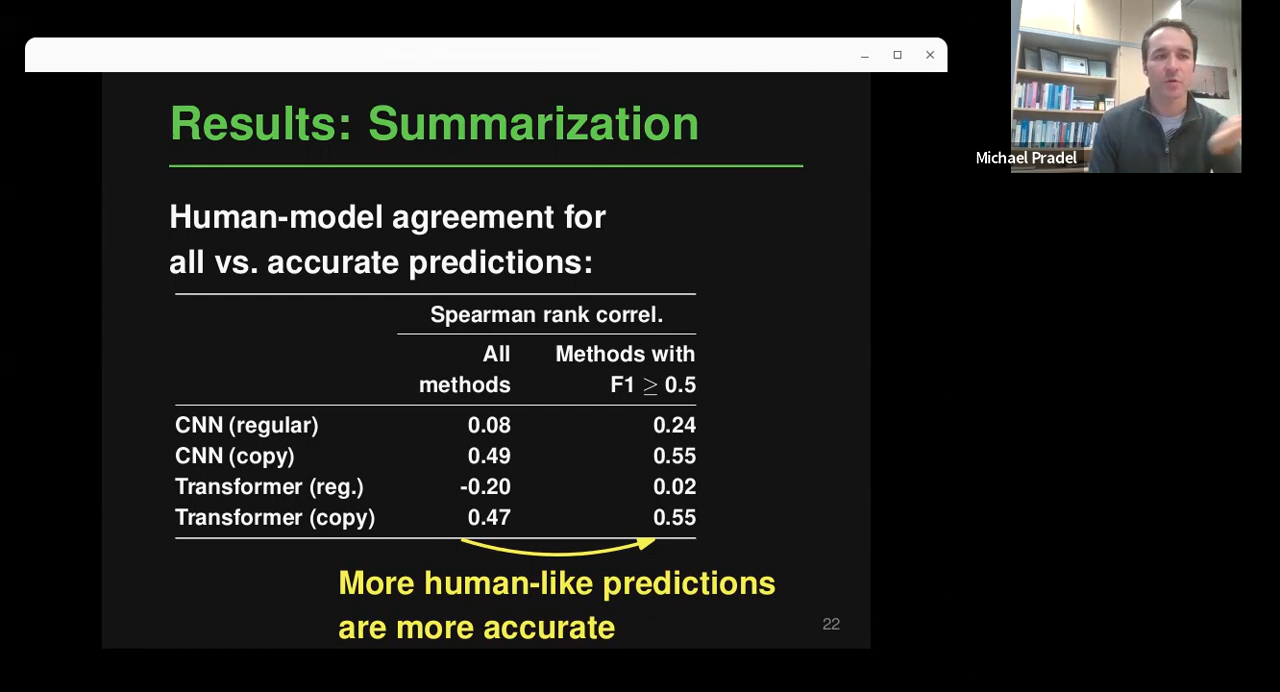 Results: Summarization
Human-model agreement for
all vs. accurate predictions:
Spearman rank correl.
All Methods with
methods F1 ≥ 0.5
CNN (regular) 0.08 0.24
CNN (copy) 0.49 0.55
Transformer (reg.) -0.20 0.02
Transformer (copy) 0.47 0.55
More human-like predictions
are more accurate
22
Michael Pradel